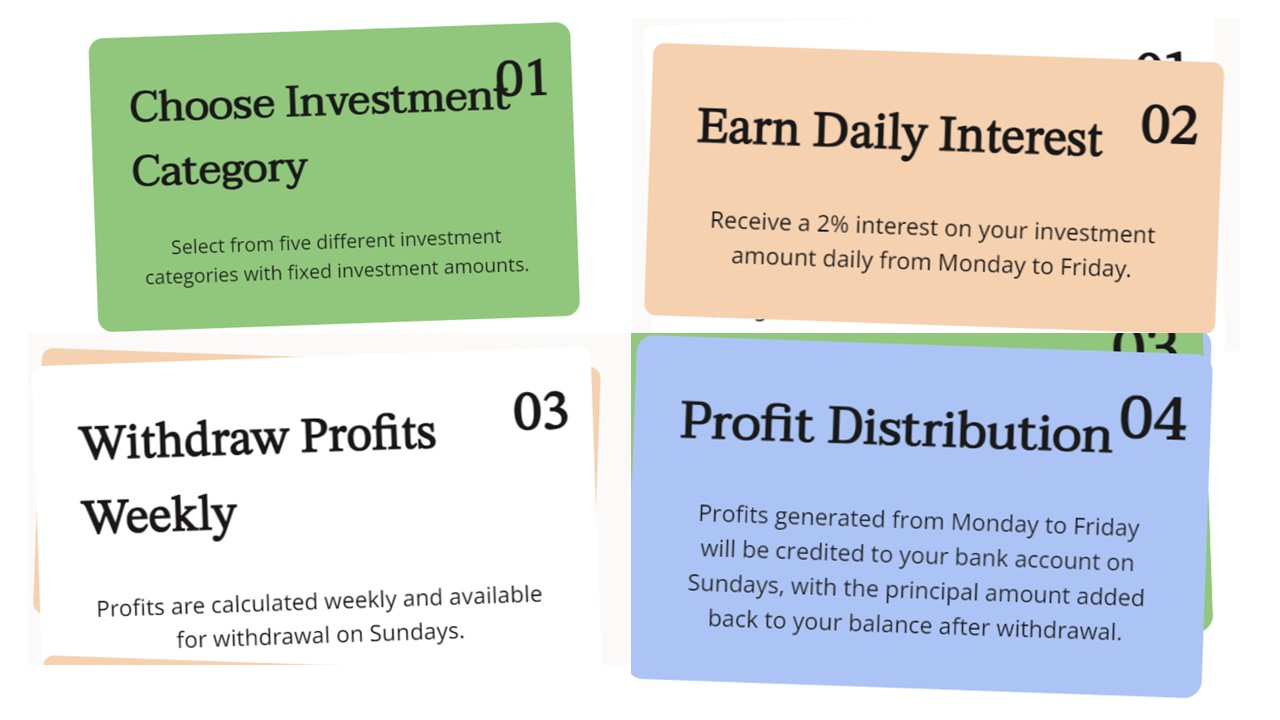 01
Choose Investment
Category
Select from five different investment
categories with fixed investment amounts.
02
Earn Daily Interest
Receive a 2% interest on your investment
amount daily from Monday to Friday.
03
Withdraw Profits
Weekly
Profits are calculated weekly and available
for withdrawal on Sundays.
03
04
Profit Distribution
Profits generated from Monday to Friday
will be credited to your bank account on
Sundays, with the principal amount added
back to your balance after withdrawal.